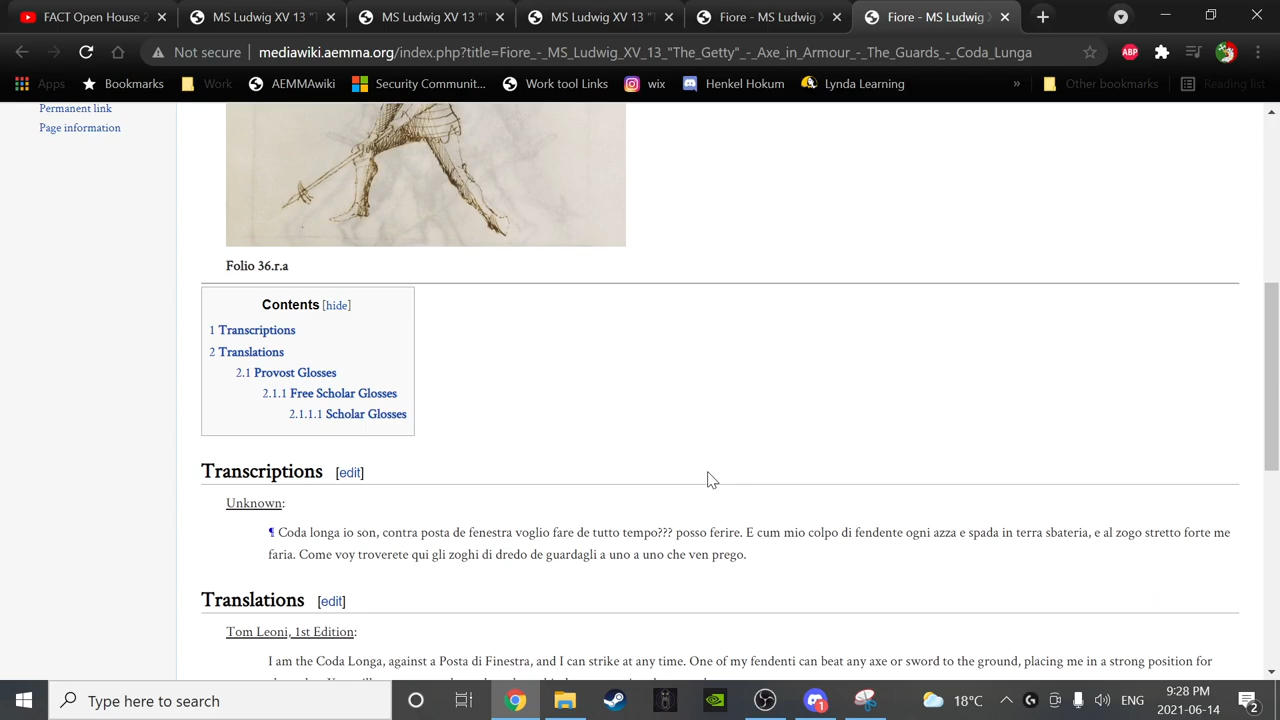 FACT Open House 2
MS Ludwig XV 13 "T
MS Ludwig XV 13 "T
MS Ludwig XV 13 "T
Fiore - MS Ludwig
Fiore - MS Ludwig
Not secure mediawiki.aemma.org/index.php?title=Fiore_-_MS_Ludwig_XV_13_"The_Getty"_-_Axe_in_Armour_-_The_Guards_-_Coda_Lunga
ABP
Apps Bookmarks Work AEMMAwiki Security Communit... Work tool Links wix Henkel Hokum Lynda Learning » Other bookmarks Reading list
Permanent link
Page information
Folio 36.r.a
Contents [hide]
1 Transcriptions
2 Translations
2.1 Provost Glosses
2.1.1 Free Scholar Glosses
2.1.1.1 Scholar Glosses
Transcriptions [edit]
Unknown:
¶ Coda longa io son, contra posta de fenestra voglio fare de tutto tempo??? posso ferire. E cum mio colpo di fendente ogni azza e spada in terra sbateria, e al zogo stretto forte me
faria. Come voy troverete qui gli zoghi di dredo de guardagli a uno a uno che ven prego.
Translations [edit]
Tom Leoni, 1st Edition:
I am the Coda Longa, against a Posta di Finestra, and I can strike at any time. One of my fendenti can beat any axe or sword to the ground, placing me in a strong position for
Type here to search
1
18°C
ENG
9:28 PM
2021-06-14
2